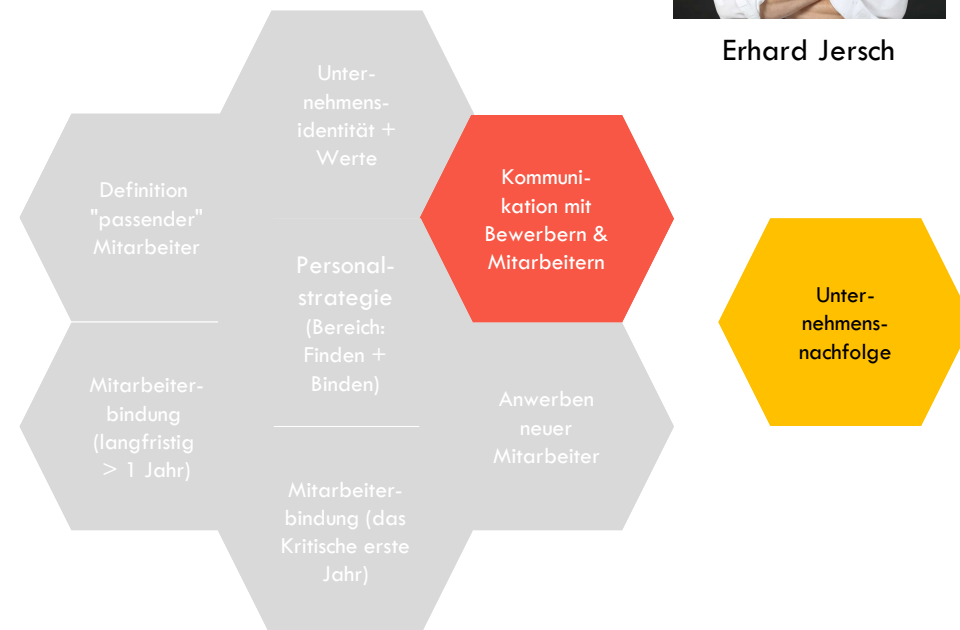 Erhard Jersch
Unter-
nehmens-
identität +
Werte
Definition
"passender"
Mitarbeiter
Kommuni-
kation mit
Bewerbern &
Mitarbeitern
Personal-
strategie
(Bereich:
Finden +
Binden)
Unter-
nehmens-
nachfolge
Mitarbeiter-
bindung
(langfristig
> 1 Jahr)
Anwerben
neuer
Mitarbeiter
Mitarbeiter-
bindung (das
Kritische erste
Jahr)